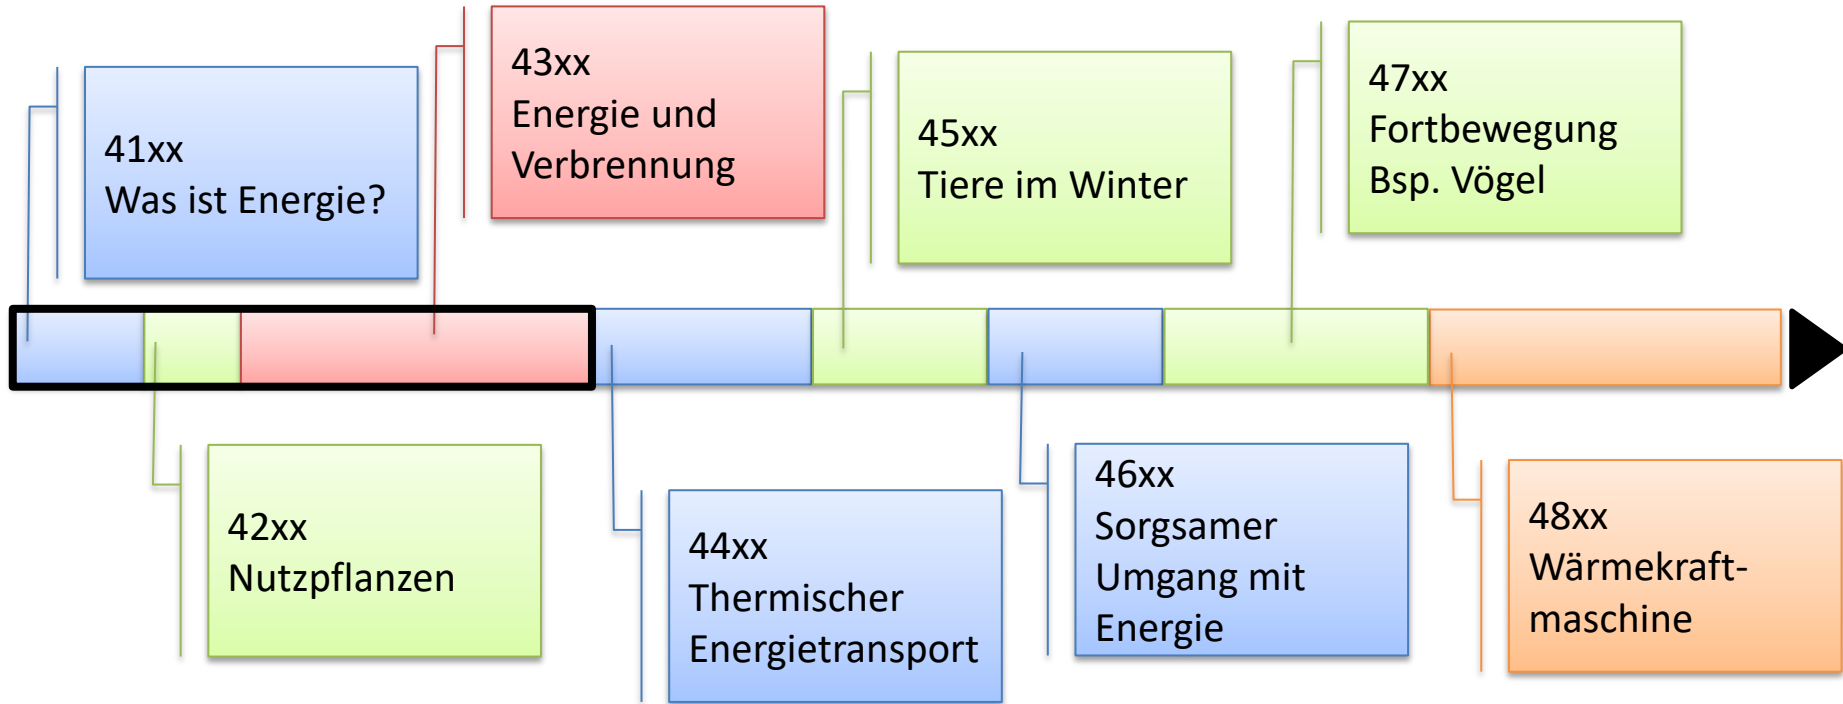 41xx
Was ist Energie?
42xx
Nutzpflanzen
43xx
Energie und
Verbrennung
44xx
Thermischer
Energietransport
45xx
Tiere im Winter
46xx
Sorgsamer
Umgang mit
Energie
47xx
Fortbewegung
Bsp. Vögel
48xx
Wärmekraft-
maschine